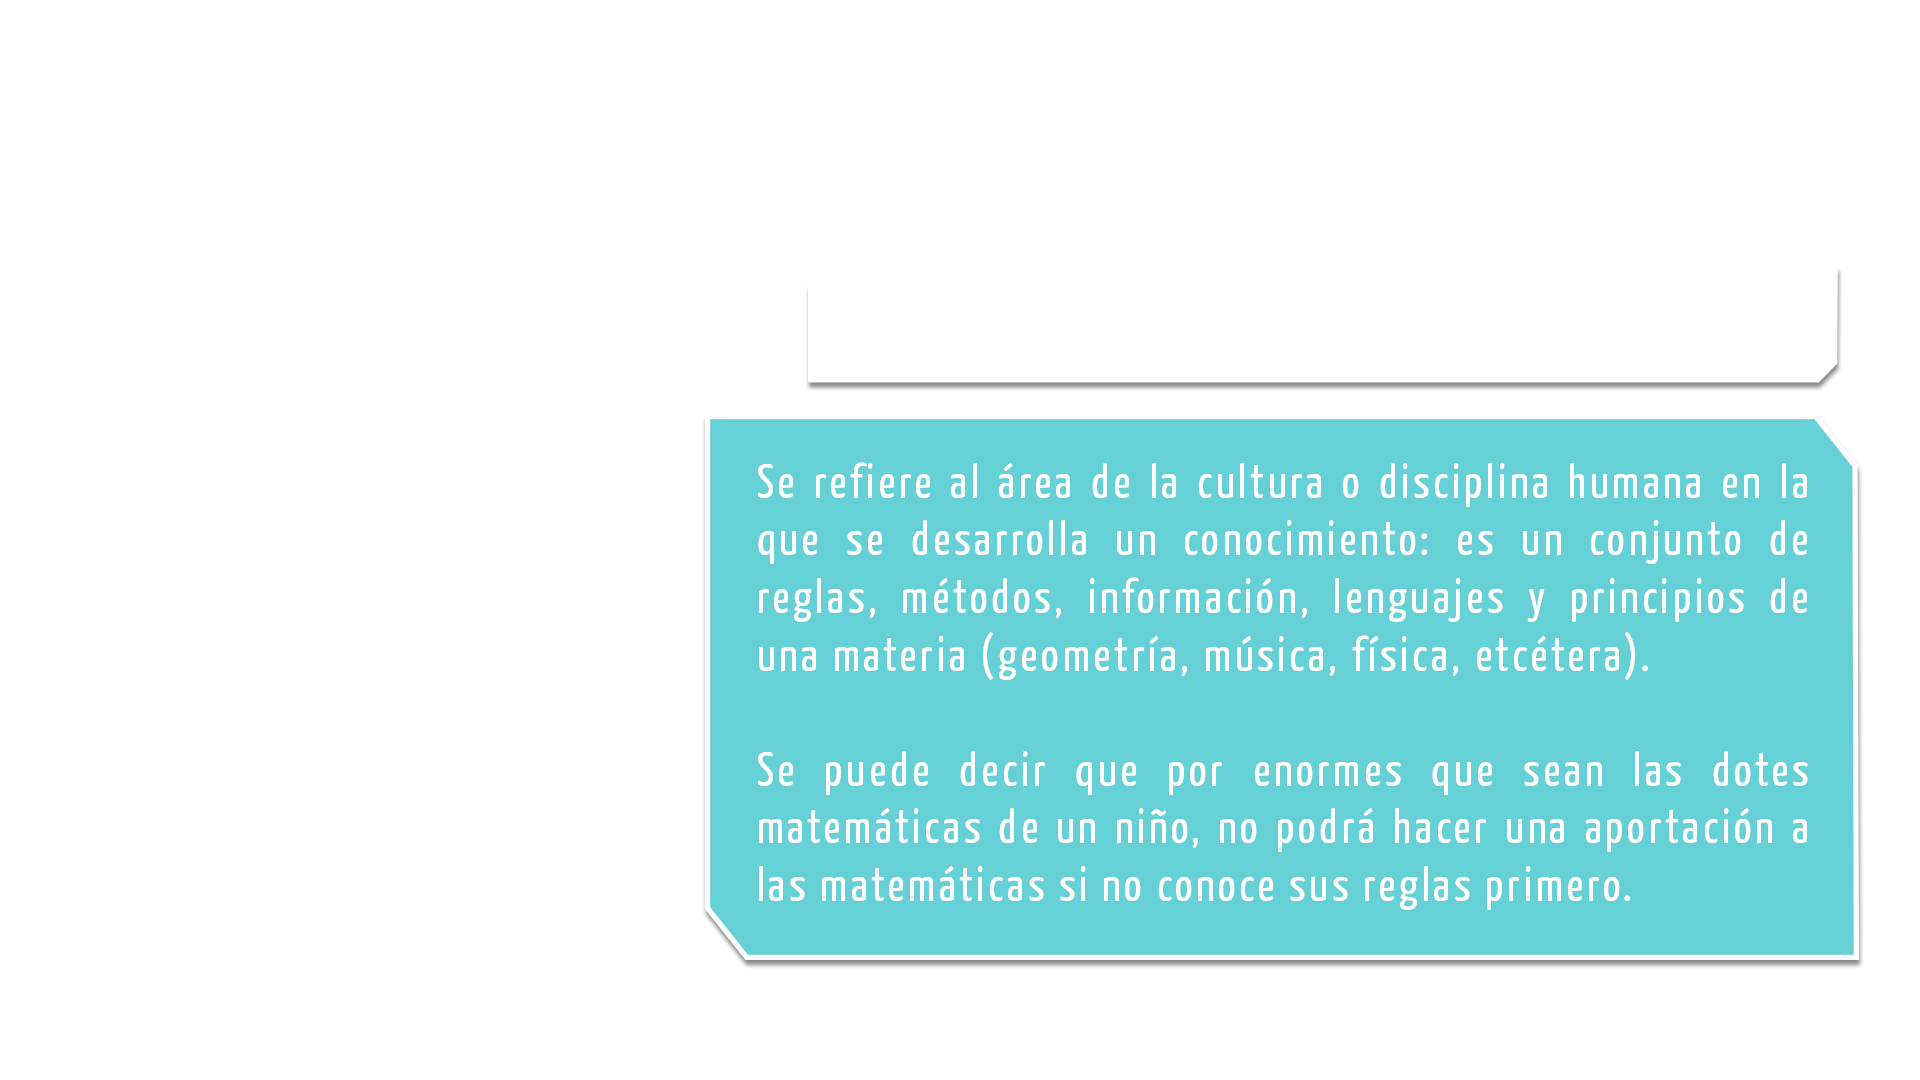 Se refiere al área de la cultura o disciplina humana en la
que se desarrolla un conocimiento: es un conjunto de
reglas, métodos, información, lenguajes y principios de
una materia (geometría, música, física, etcétera).
Se puede decir que por enormes que sean las dotes
matemáticas de un niño, no podrá hacer una aportación a
las matemáticas si no conoce sus reglas primero.